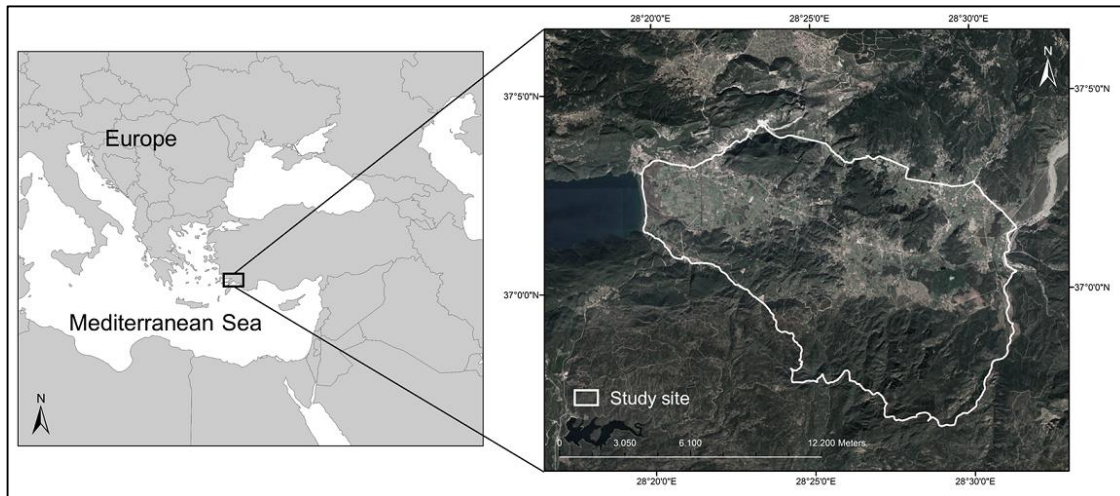 28°20'0"E 28°25'0"E 28°30'0"E
N
37°5'0"N 37°5'0"N
Europe
37°0'0"N 37°0'0"N
Mediterranean Sea
Study site
N
0 3.050 6.100 12.200 Meters
28°20'0"E 28°25'0"E 28°30'0"E